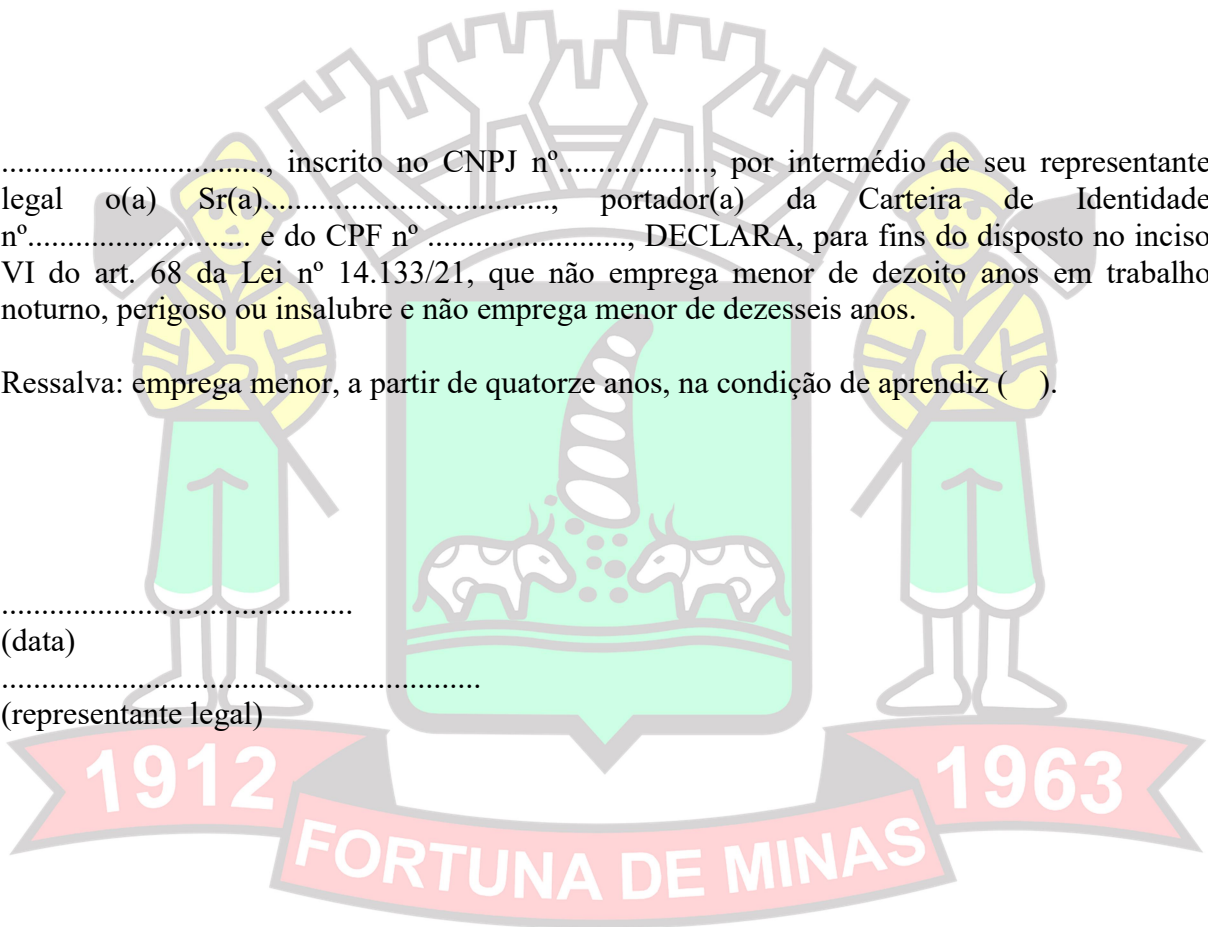 ................................., inscrito no CNPJ nº..................., por intermédio de seu representante
legal o(a) Sr(a)...................................., portador(a) da Carteira de Identidade
nº............................ e do CPF nº ........................., DECLARA, para fins do disposto no inciso
VI do art. 68 da Lei nº 14.133/21, que não emprega menor de dezoito anos em trabalho
noturno, perigoso ou insalubre e não emprega menor de dezesseis anos.
Ressalva: emprega menor, a partir de quatorze anos, na condição de aprendiz ( ).
............................................
(data)
............................................................
(representante legal)
1912
1963
FORTUNA DE MINAS